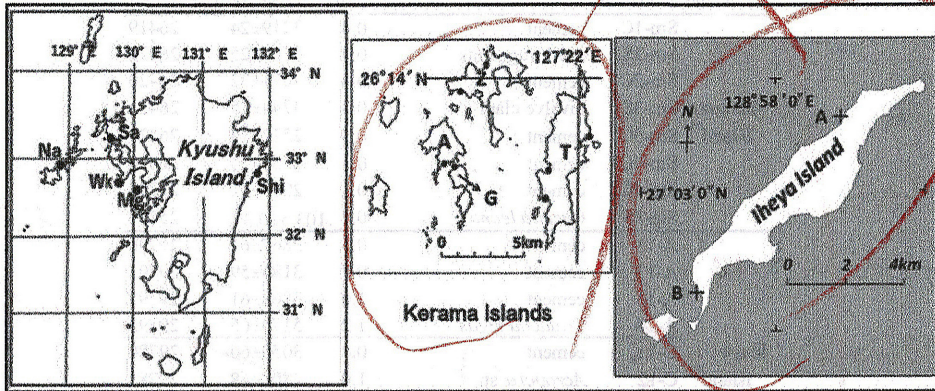 129° E 130° E 131° E 132° E
34° N
Sa
Na
Kyushu
Island
33° N
Wk
Mg
Shi
32° N
31° N
26°14´N
127°22´E
Z
A
T
G
0 5km
Kerama Islands
128°58´0˝E
A
N
27°03´0˝N
Iheya Island
0 2 4km
B